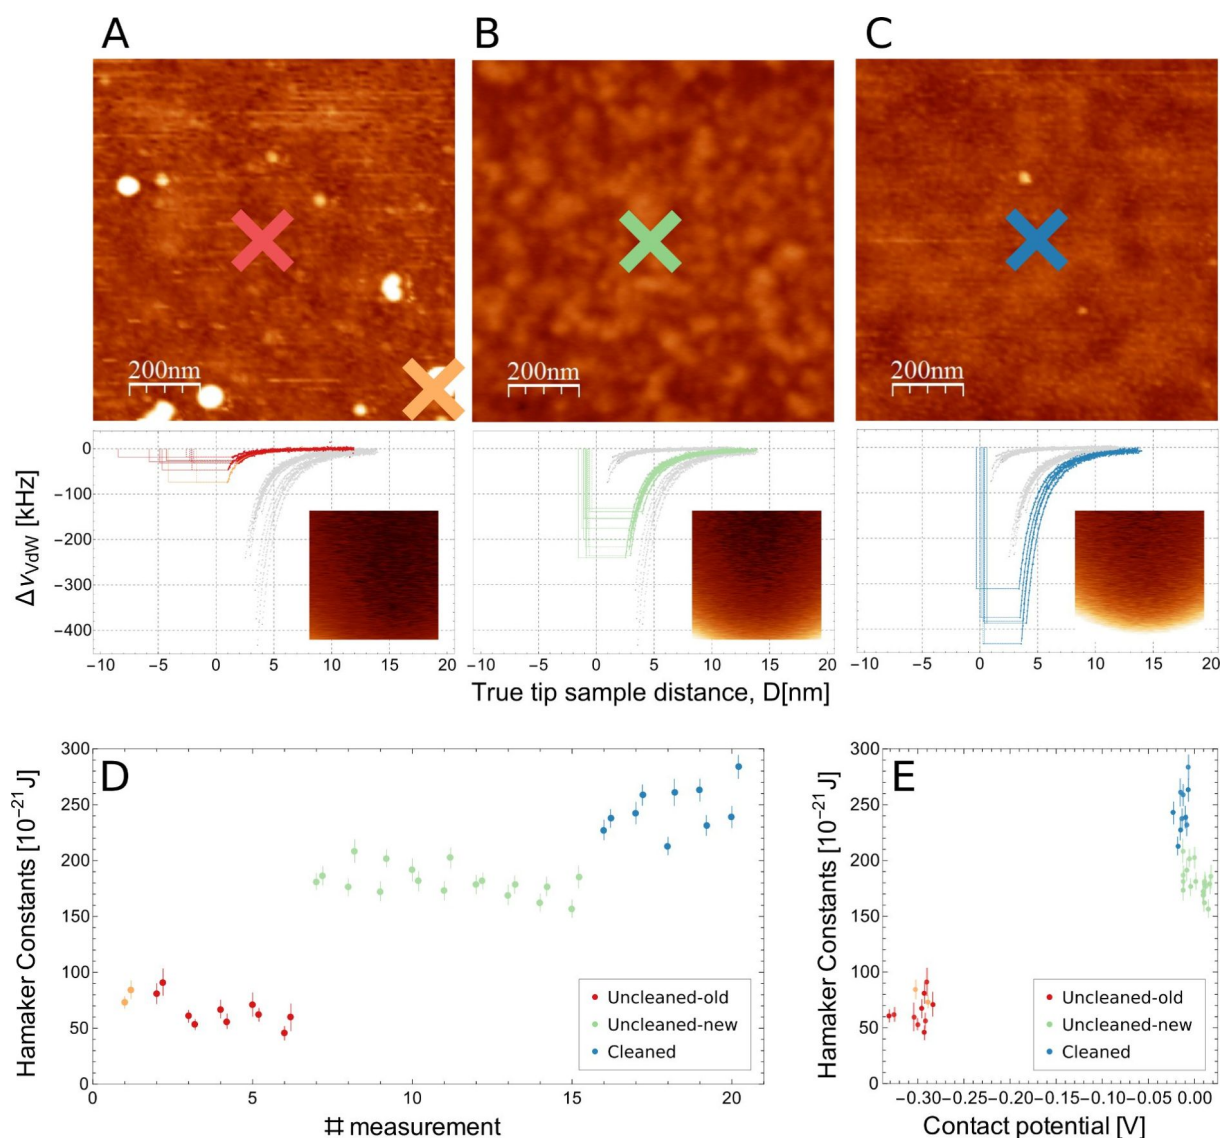 A
B
C
200nm
200nm
200nm
0
−100
−200
−300
−400
Δν_VdW [kHz]
−10 −5 0 5 10 15 20
−10 −5 0 5 10 15 20
−10 −5 0 5 10 15 20
True tip sample distance, D[nm]
D
Hamaker Constants [10⁻²¹J]
300
250
200
150
100
50
0
0 5 10 15 20
# measurement
Uncleaned-old
Uncleaned-new
Cleaned
E
Hamaker Constants [10⁻²¹J]
300
250
200
150
100
50
0
−0.30 −0.25 −0.20 −0.15 −0.10 −0.05 0.00
Contact potential [V]
Uncleaned-old
Uncleaned-new
Cleaned